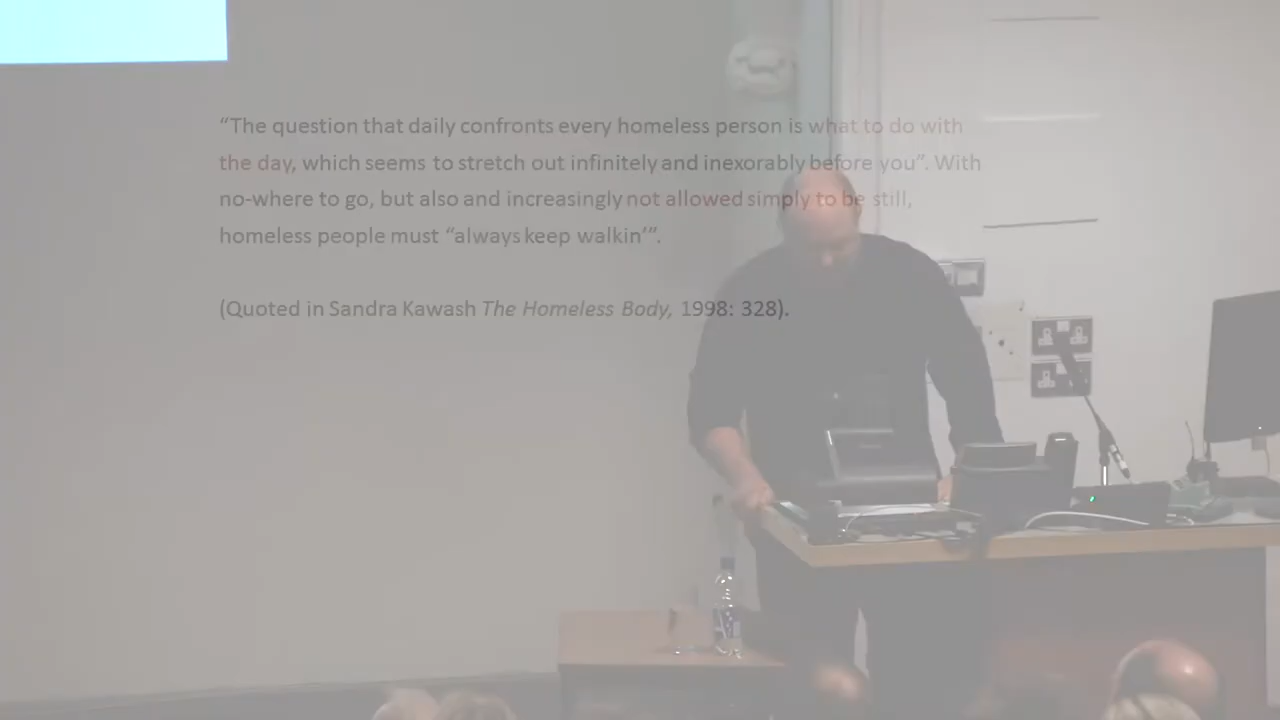 “The question that daily confronts every homeless person is what to do with
the day, which seems to stretch out infinitely and inexorably before you”. With
no-where to go, but also and increasingly not allowed simply to be still,
homeless people must “always keep walkin’”.
(Quoted in Sandra Kawash The Homeless Body, 1998: 328).